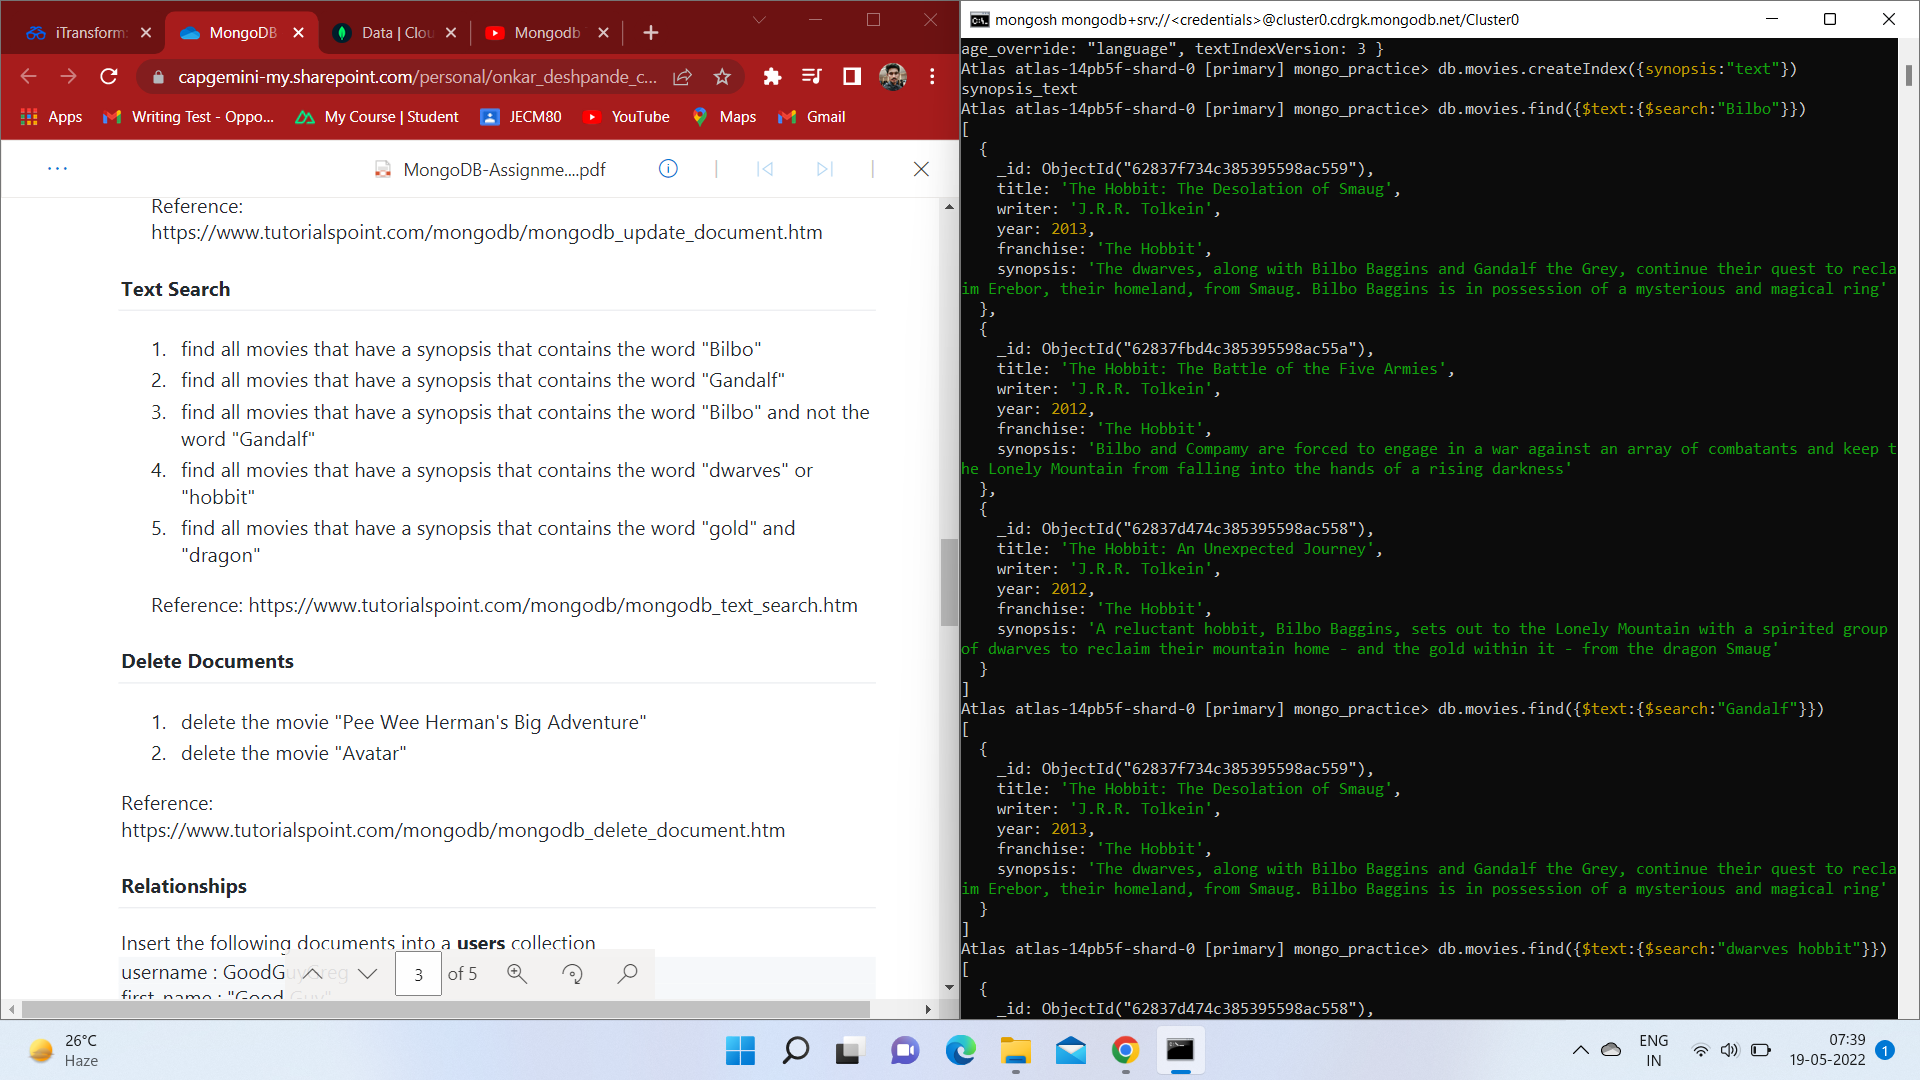 iTransform:
MongoDB
Data | Clou
Mongodb
capgemini-my.sharepoint.com/personal/onkar_deshpande_c...
Apps
Writing Test - Oppo...
My Course | Student
JECM80
YouTube
Maps
Gmail
MongoDB-Assignme....pdf
Reference:
https://www.tutorialspoint.com/mongodb/mongodb_update_document.htm
Text Search
1. find all movies that have a synopsis that contains the word "Bilbo"
2. find all movies that have a synopsis that contains the word "Gandalf"
3. find all movies that have a synopsis that contains the word "Bilbo" and not the
word "Gandalf"
4. find all movies that have a synopsis that contains the word "dwarves" or
"hobbit"
5. find all movies that have a synopsis that contains the word "gold" and
"dragon"
Reference: https://www.tutorialspoint.com/mongodb/mongodb_text_search.htm
Delete Documents
1. delete the movie "Pee Wee Herman's Big Adventure"
2. delete the movie "Avatar"
Reference:
https://www.tutorialspoint.com/mongodb/mongodb_delete_document.htm
Relationships
Insert the following documents into a users collection
username : GoodGuyGreg
first_name : "Good Guy"
3 of 5
mongosh mongodb+srv://<credentials>@cluster0.cdrgk.mongodb.net/Cluster0
age_override: "language", textIndexVersion: 3 }
Atlas atlas-14pb5f-shard-0 [primary] mongo_practice> db.movies.createIndex({synopsis:"text"})
synopsis_text
Atlas atlas-14pb5f-shard-0 [primary] mongo_practice> db.movies.find({$text:{$search:"Bilbo"}})
[
{
_id: ObjectId("62837f734c385395598ac559"),
title: 'The Hobbit: The Desolation of Smaug',
writer: 'J.R.R. Tolkein',
year: 2013,
franchise: 'The Hobbit',
synopsis: 'The dwarves, along with Bilbo Baggins and Gandalf the Grey, continue their quest to recla
im Erebor, their homeland, from Smaug. Bilbo Baggins is in possession of a mysterious and magical ring'
},
{
_id: ObjectId("62837fbd4c385395598ac55a"),
title: 'The Hobbit: The Battle of the Five Armies',
writer: 'J.R.R. Tolkein',
year: 2012,
franchise: 'The Hobbit',
synopsis: 'Bilbo and Compamy are forced to engage in a war against an array of combatants and keep t
he Lonely Mountain from falling into the hands of a rising darkness'
},
{
_id: ObjectId("62837d474c385395598ac558"),
title: 'The Hobbit: An Unexpected Journey',
writer: 'J.R.R. Tolkein',
year: 2012,
franchise: 'The Hobbit',
synopsis: 'A reluctant hobbit, Bilbo Baggins, sets out to the Lonely Mountain with a spirited group
of dwarves to reclaim their mountain home - and the gold within it - from the dragon Smaug'
}
]
Atlas atlas-14pb5f-shard-0 [primary] mongo_practice> db.movies.find({$text:{$search:"Gandalf"}})
[
{
_id: ObjectId("62837f734c385395598ac559"),
title: 'The Hobbit: The Desolation of Smaug',
writer: 'J.R.R. Tolkein',
year: 2013,
franchise: 'The Hobbit',
synopsis: 'The dwarves, along with Bilbo Baggins and Gandalf the Grey, continue their quest to recla
im Erebor, their homeland, from Smaug. Bilbo Baggins is in possession of a mysterious and magical ring'
}
]
Atlas atlas-14pb5f-shard-0 [primary] mongo_practice> db.movies.find({$text:{$search:"dwarves hobbit"}})
[
{
_id: ObjectId("62837d474c385395598ac558"),
26°C
Haze
ENG
IN
07:39
19-05-2022
1